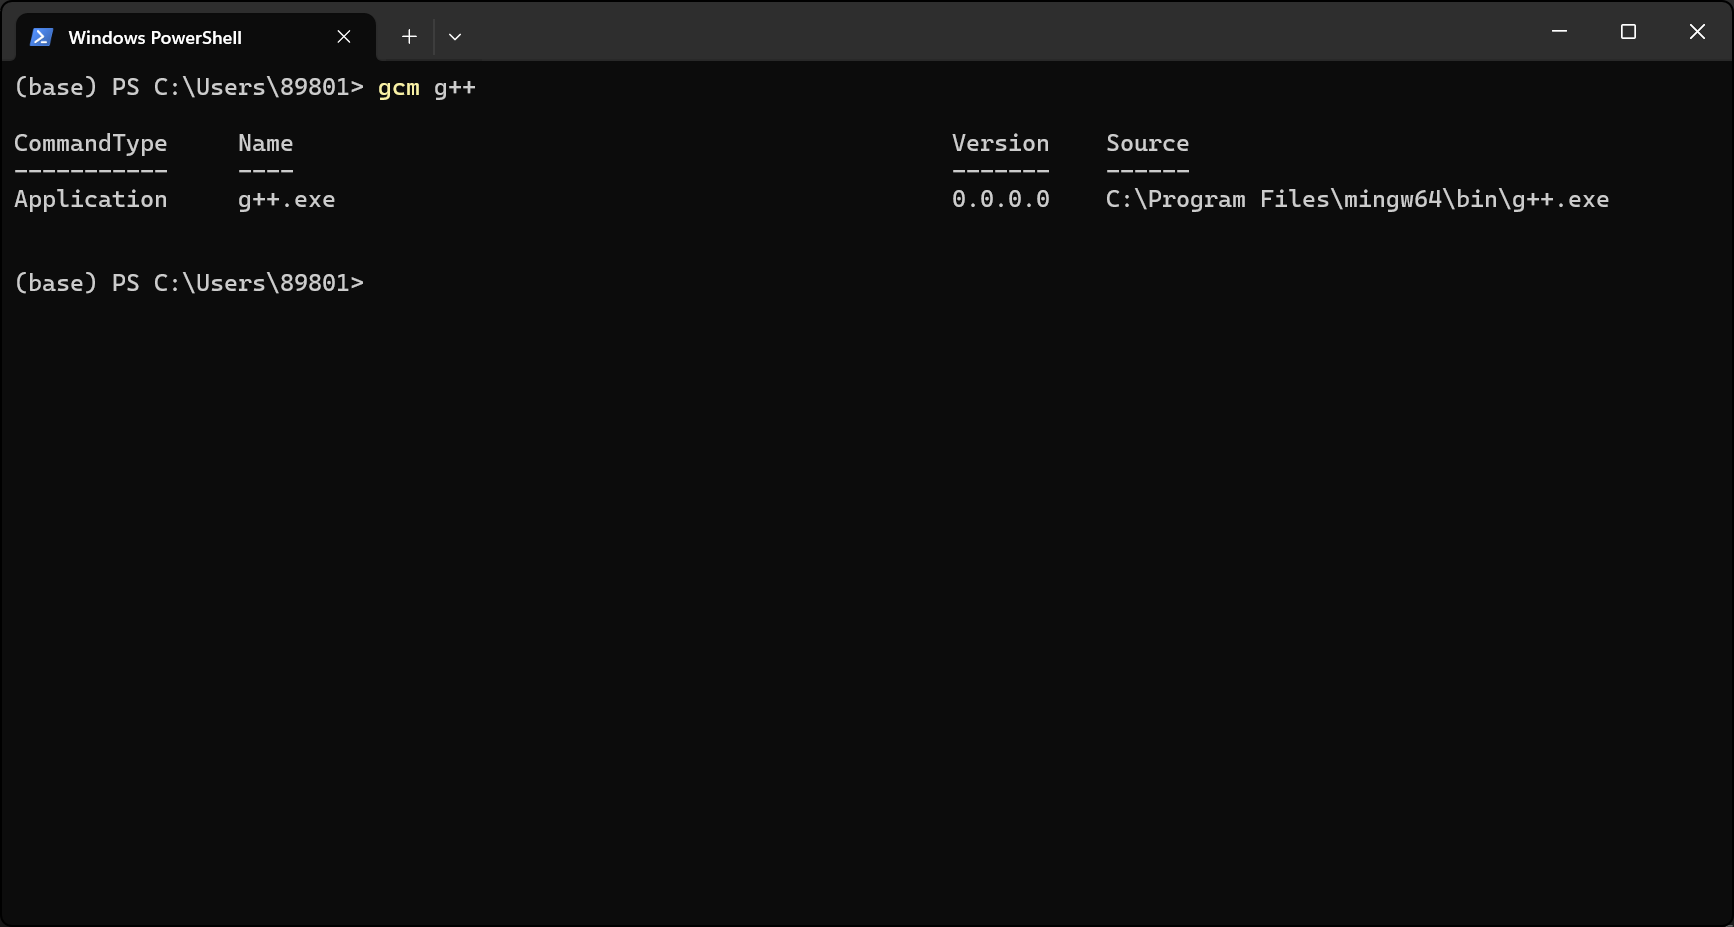 Windows PowerShell
(base) PS C:\Users\89801> gcm g++
CommandType     Name                                               Version    Source
-----------     ----                                               -------    ------
Application     g++.exe                                            0.0.0.0    C:\Program Files\mingw64\bin\g++.exe
(base) PS C:\Users\89801>